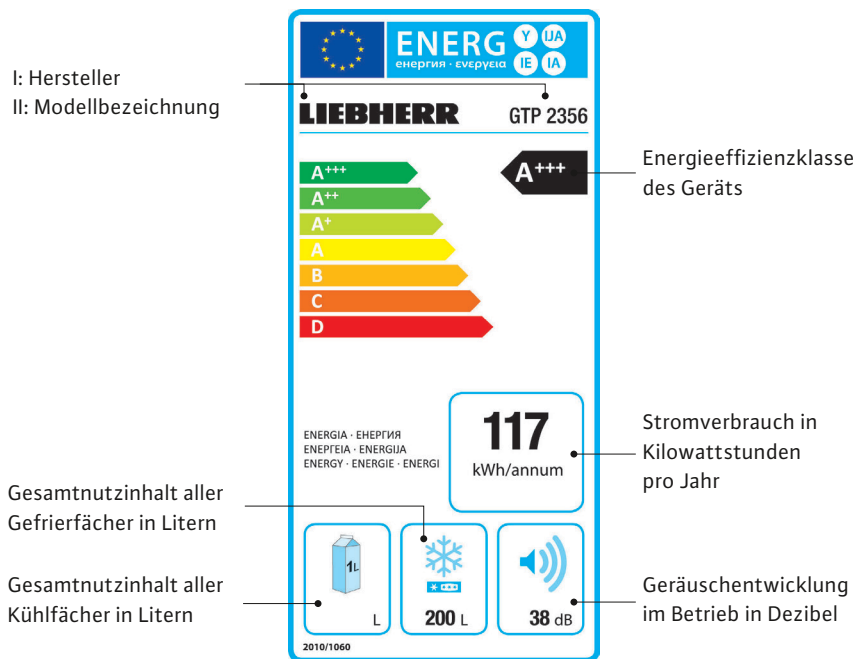 I: Hersteller
II: Modellbezeichnung
ENERG
енергия · ενεργεια
Y
IJA
IE
IA
LIEBHERR
GTP 2356
A+++
A++
A+
A
B
C
D
A+++
Energieeffizienzklasse
des Geräts
ENERGIA · ЕНЕРГИЯ
ΕΝΕΡΓΕΙΑ · ENERGIJA
ENERGY · ENERGIE · ENERGI
117
kWh/annum
Stromverbrauch in
Kilowattstunden
pro Jahr
Gesamtnutzinhalt aller
Gefrierfächer in Litern
Gesamtnutzinhalt aller
Kühlfächer in Litern
1L
L
200 L
38 dB
Geräuschentwicklung
im Betrieb in Dezibel
2010/1060